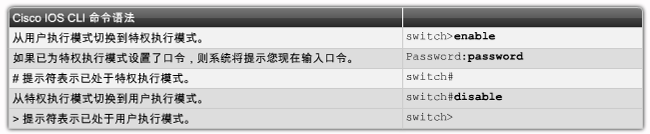 Cisco IOS CLI 命令语法
从用户执行模式切换到特权执行模式。 switch>enable
如果已为特权执行模式设置了口令，则系统将提示您现在输入口令。 Password:password
# 提示符表示已处于特权执行模式。 switch#
从特权执行模式切换到用户执行模式。 switch#disable
> 提示符表示已处于用户执行模式。 switch>